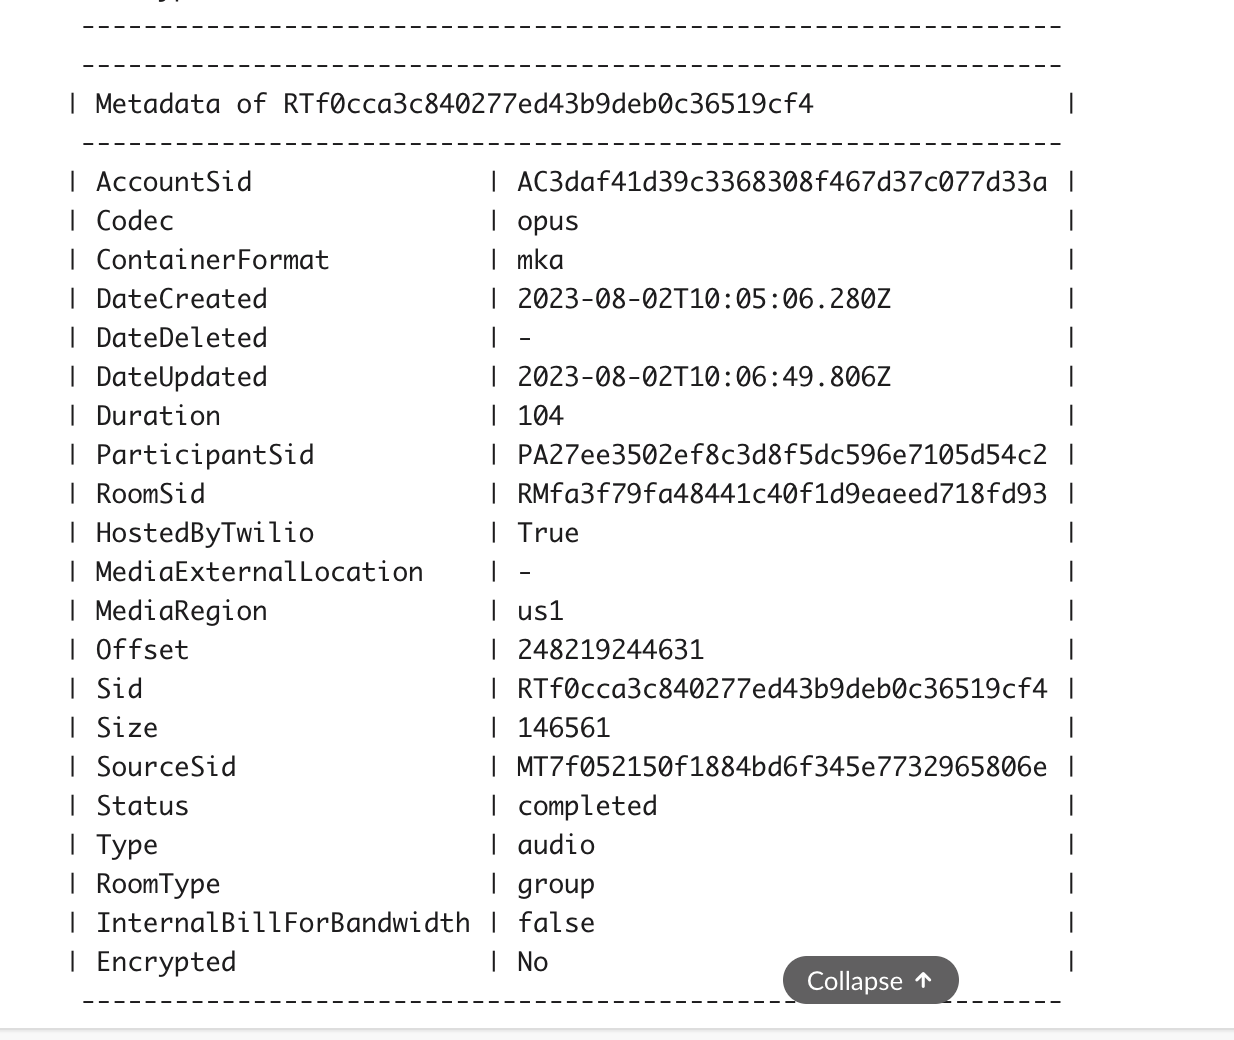 --------------------------------------------------------------
--------------------------------------------------------------
| Metadata of RTf0cca3c840277ed43b9deb0c36519cf4 |
--------------------------------------------------------------
| AccountSid | AC3daf41d39c3368308f467d37c077d33a |
| Codec | opus |
| ContainerFormat | mka |
| DateCreated | 2023-08-02T10:05:06.280Z |
| DateDeleted | - |
| DateUpdated | 2023-08-02T10:06:49.806Z |
| Duration | 104 |
| ParticipantSid | PA27ee3502ef8c3d8f5dc596e7105d54c2 |
| RoomSid | RMfa3f79fa48441c40f1d9eaeed718fd93 |
| HostedByTwilio | True |
| MediaExternalLocation | - |
| MediaRegion | us1 |
| Offset | 248219244631 |
| Sid | RTf0cca3c840277ed43b9deb0c36519cf4 |
| Size | 146561 |
| SourceSid | MT7f052150f1884bd6f345e7732965806e |
| Status | completed |
| Type | audio |
| RoomType | group |
| InternalBillForBandwidth | false |
| Encrypted | No |
Collapse ↑
--------------------------------------------------------------